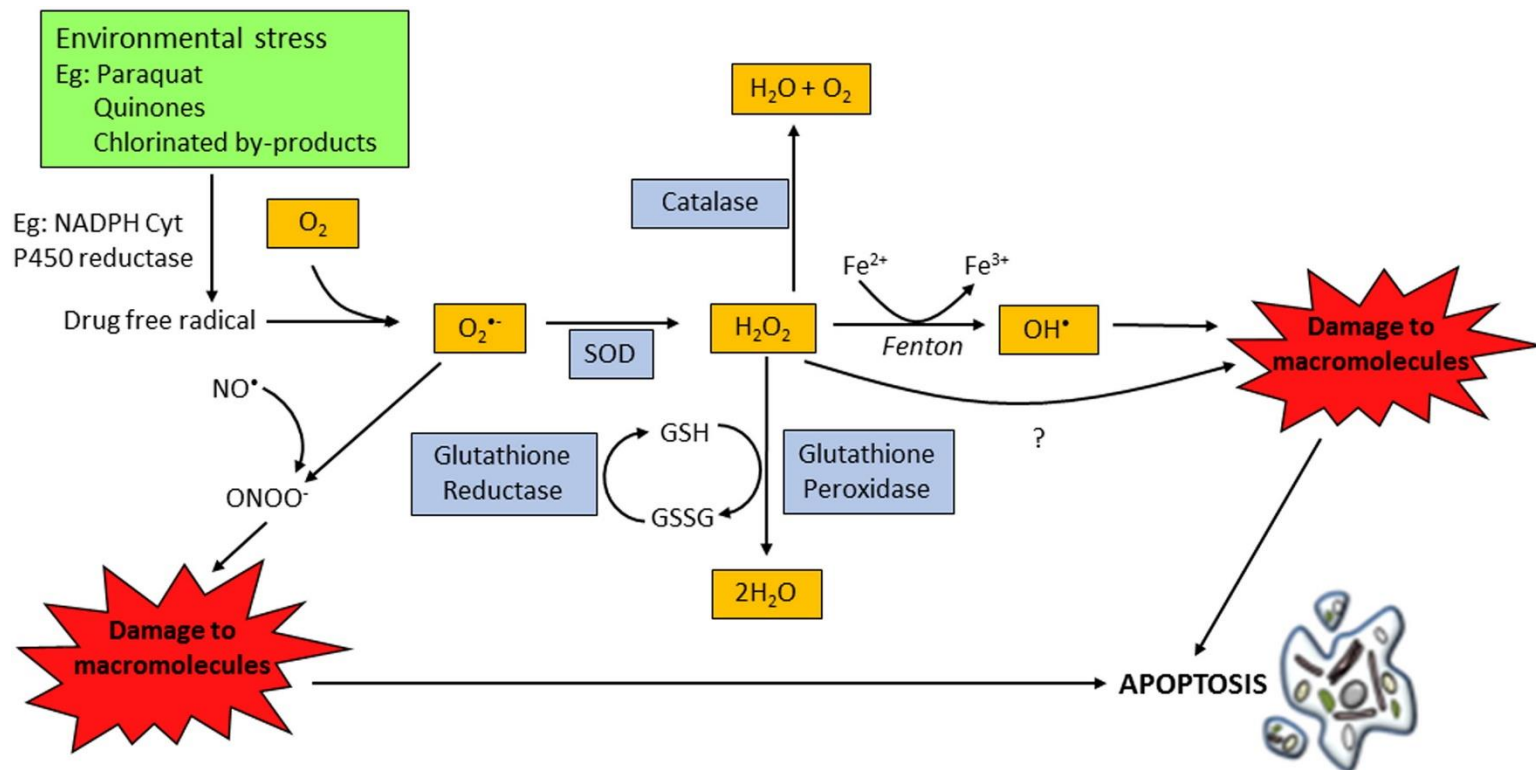 Environmental stress
Eg: Paraquat
Quinones
Chlorinated by-products
H₂O + O₂
Catalase
Eg: NADPH Cyt
P450 reductase
O₂
Fe²⁺
Fe³⁺
Drug free radical
O₂•⁻
SOD
H₂O₂
Fenton
OH•
Damage to
macromolecules
NO•
?
Glutathione
Reductase
GSH
GSSG
Glutathione
Peroxidase
ONOO⁻
2H₂O
Damage to
macromolecules
APOPTOSIS